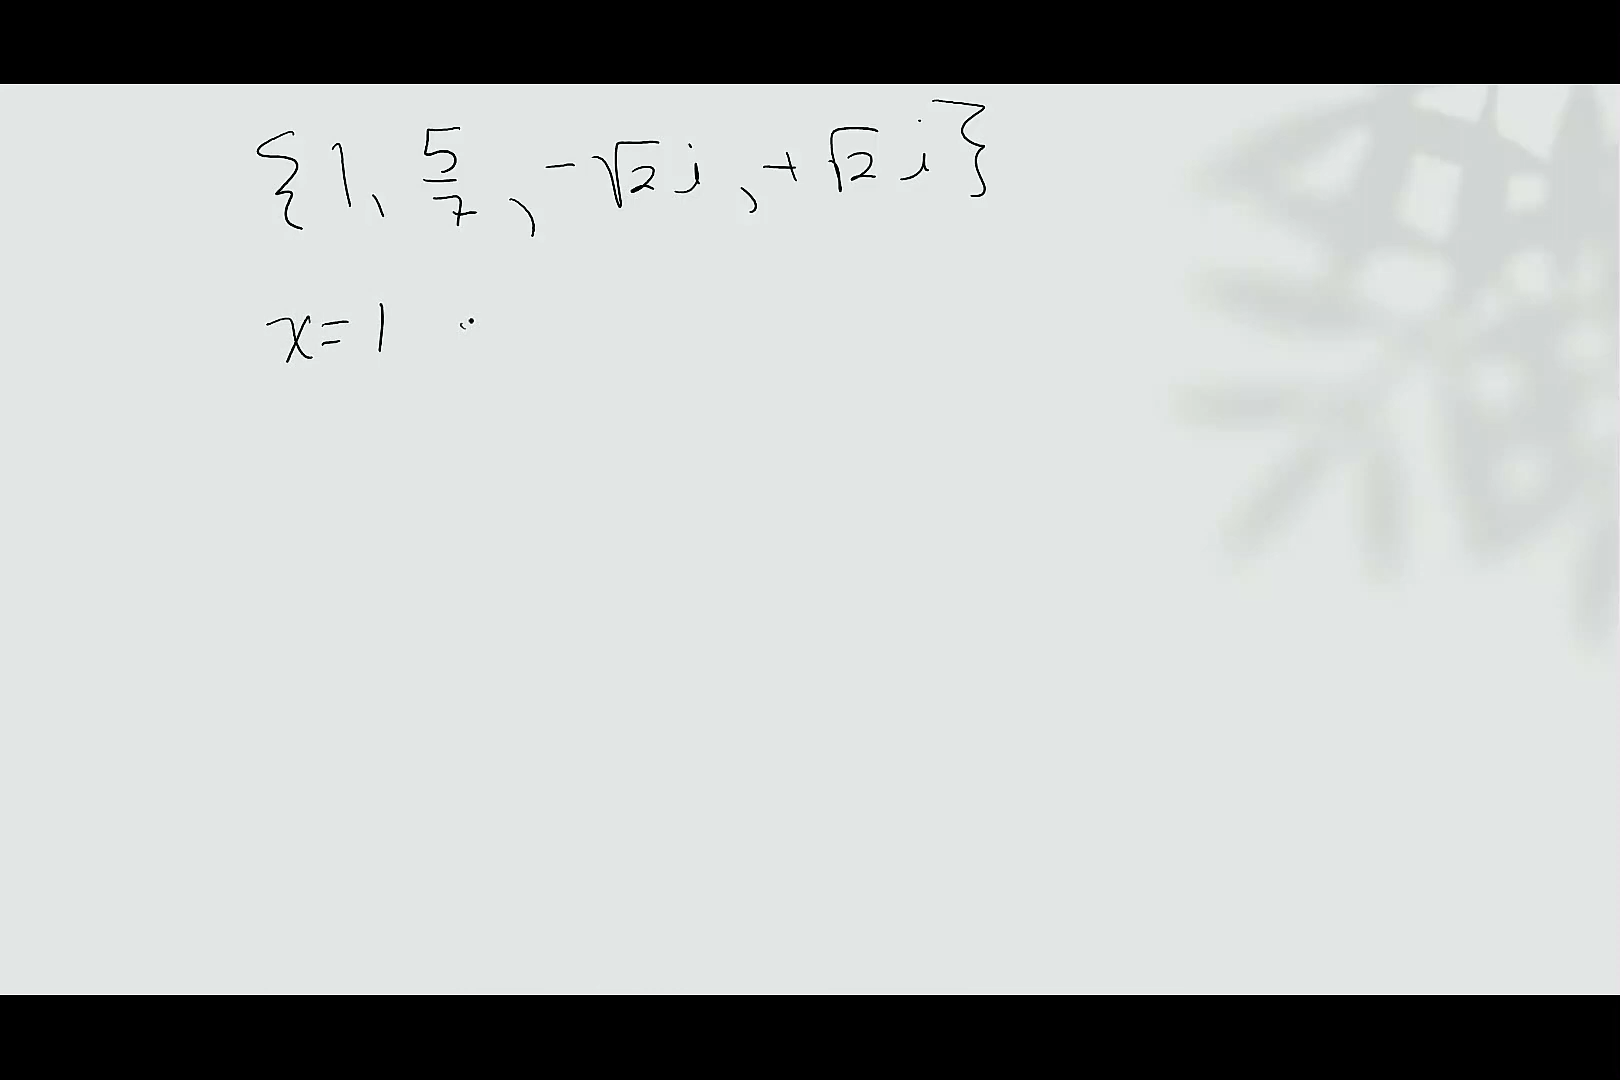 {1, 5/7, -√2 i, +√2 i}
x = 1